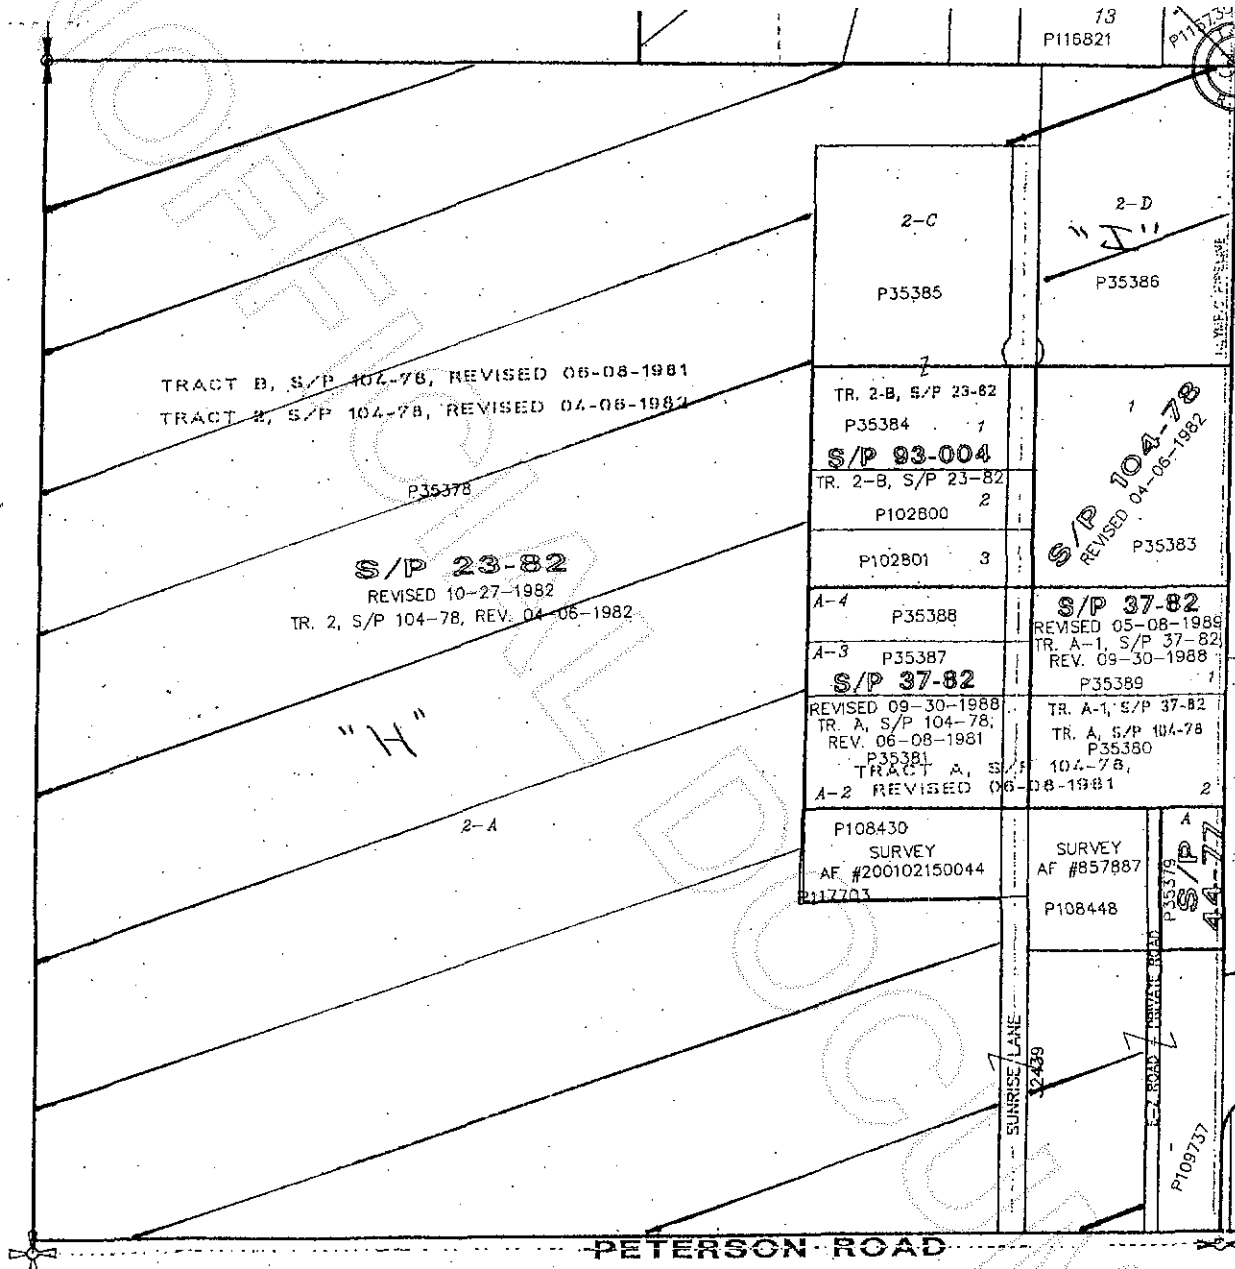 13
P116821
2-C
2-D
"I"
P35385
P35386
TRACT B, S/P 104-78, REVISED 06-08-1981
TRACT 2, S/P 104-78, REVISED 04-06-1982
TR. 2-B, S/P 23-82
P35384 1
S/P 93-004
TR. 2-B, S/P 23-82
2
P102800
P102801 3
1
S/P 104-78
REVISED 04-06-1982
P35383
P35378
S/P 23-82
REVISED 10-27-1982
TR. 2, S/P 104-78, REV. 04-06-1982
A-4
P35388
A-3
P35387
S/P 37-82
REVISED 09-30-1988
TR. A, S/P 104-78;
REV. 06-08-1981
P35381
TRACT A, S/P 104-78,
A-2 REVISED 06-08-1981
S/P 37-82
REVISED 05-08-1989
TR. A-1, S/P 37-82
REV. 09-30-1988
P35389 1
TR. A-1, S/P 37-82
TR. A, S/P 104-78
P35380
2
"H"
2-A
P108430
SURVEY
AF #200102150044
P117703
SURVEY
AF #857887
P108448
A
P35379
S/P
44-77
SUNRISE LANE
32439
E-Z ROAD - PRIVATE ROAD
P109737
PETERSON ROAD
UNOFFICIAL DOCUMENT